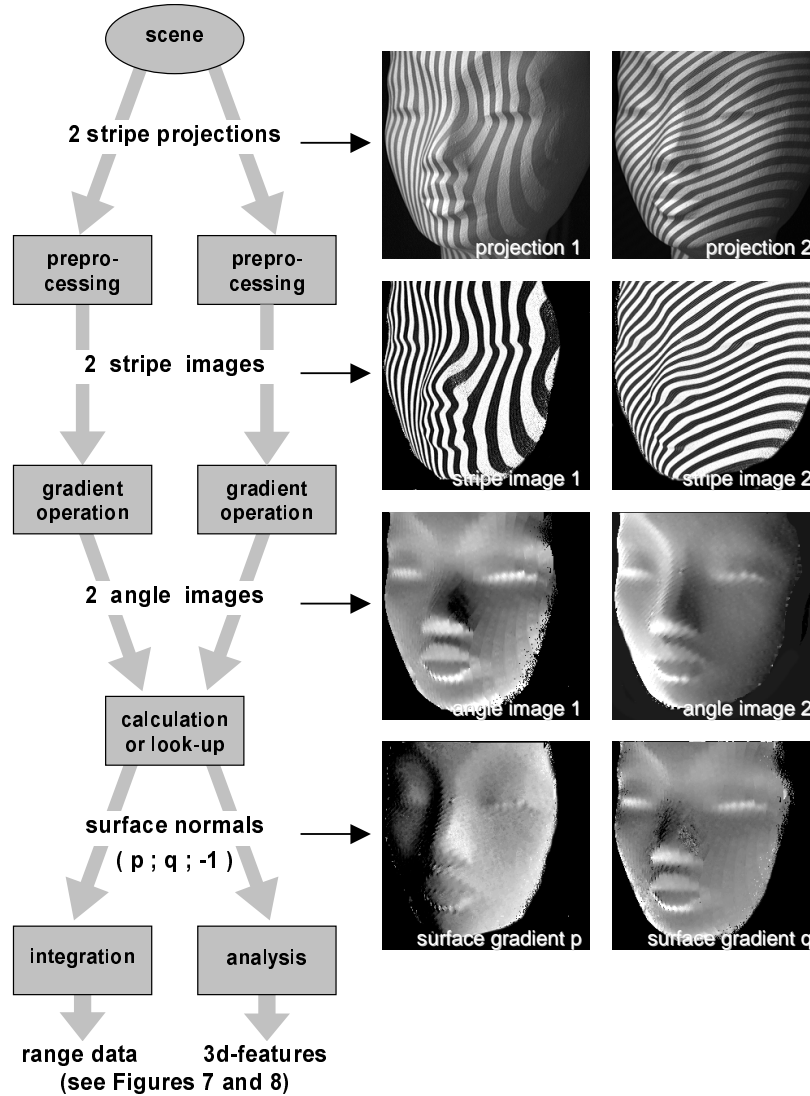 scene
2 stripe projections
projection 1
projection 2
prepro-
cessing
prepro-
cessing
2 stripe images
stripe image 1
stripe image 2
gradient
operation
gradient
operation
2 angle images
angle image 1
angle image 2
calculation
or look-up
surface normals
( p ; q ; -1 )
surface gradient p
surface gradient q
integration
analysis
range data
3d-features
(see Figures 7 and 8)